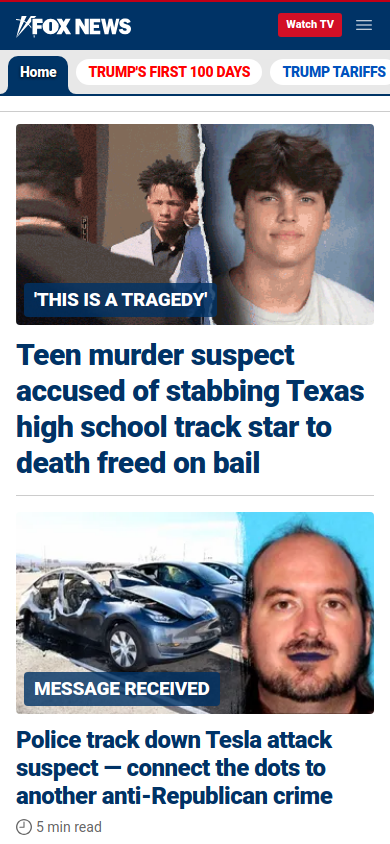 FOX NEWS
Watch TV
Home
TRUMP'S FIRST 100 DAYS
TRUMP TARIFFS
'THIS IS A TRAGEDY'
Teen murder suspect
accused of stabbing Texas
high school track star to
death freed on bail
MESSAGE RECEIVED
Police track down Tesla attack
suspect — connect the dots to
another anti-Republican crime
5 min read